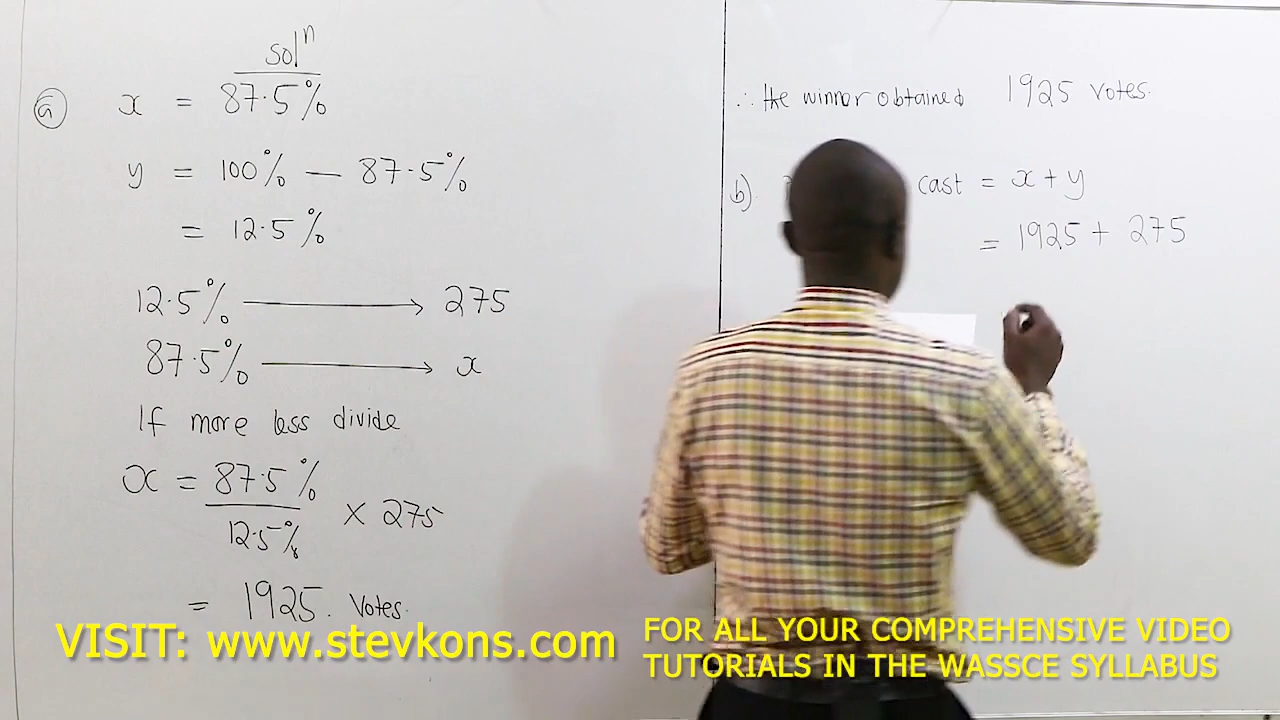 solⁿ
a) x = 87.5%
y = 100% — 87.5%
= 12.5%
12.5% → 275
87.5% → x
If more less divide
x = 87.5% / 12.5% × 275
= 1925. Votes.
∴ the winner obtained 1925 votes.
b). cast = x + y
= 1925 + 275
VISIT: www.stevkons.com
FOR ALL YOUR COMPREHENSIVE VIDEO
TUTORIALS IN THE WASSCE SYLLABUS